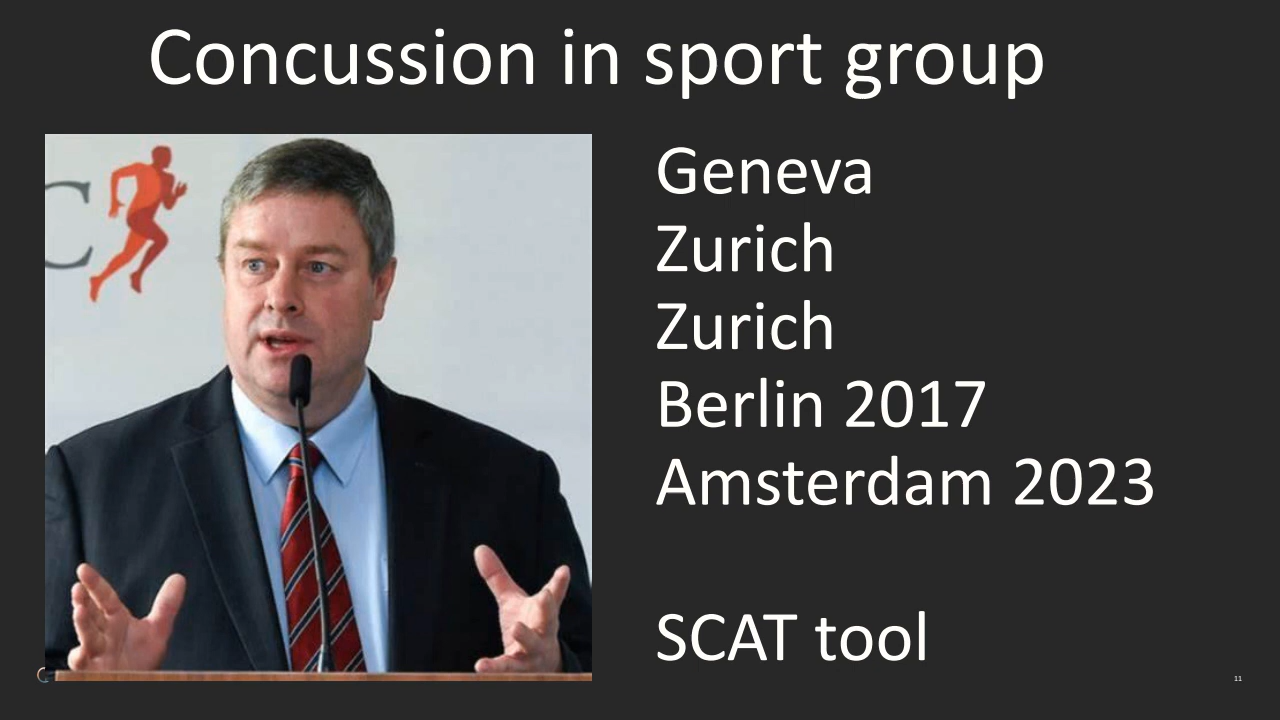 Concussion in sport group
C
Geneva
Zurich
Zurich
Berlin 2017
Amsterdam 2023
SCAT tool
11